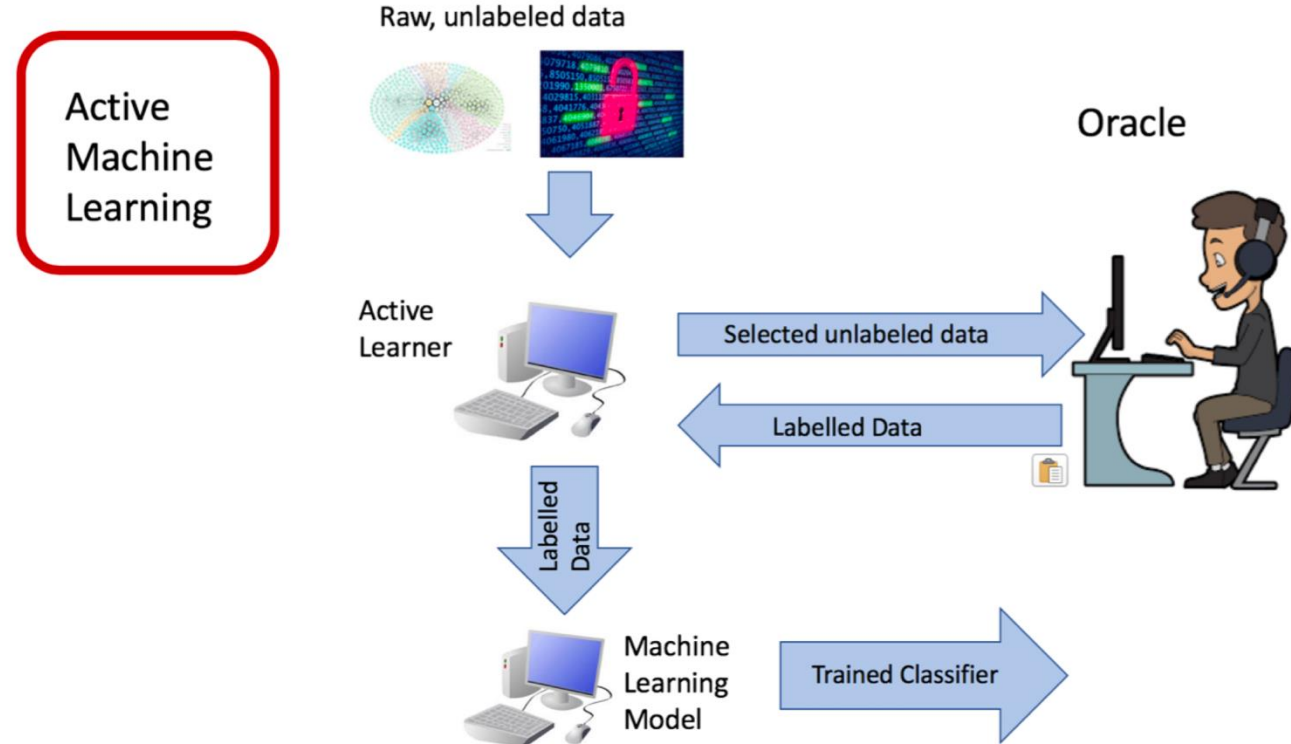 Raw, unlabeled data
Active
Machine
Learning
Oracle
Active
Learner
Selected unlabeled data
Labelled Data
Labelled
Data
Machine
Learning
Model
Trained Classifier